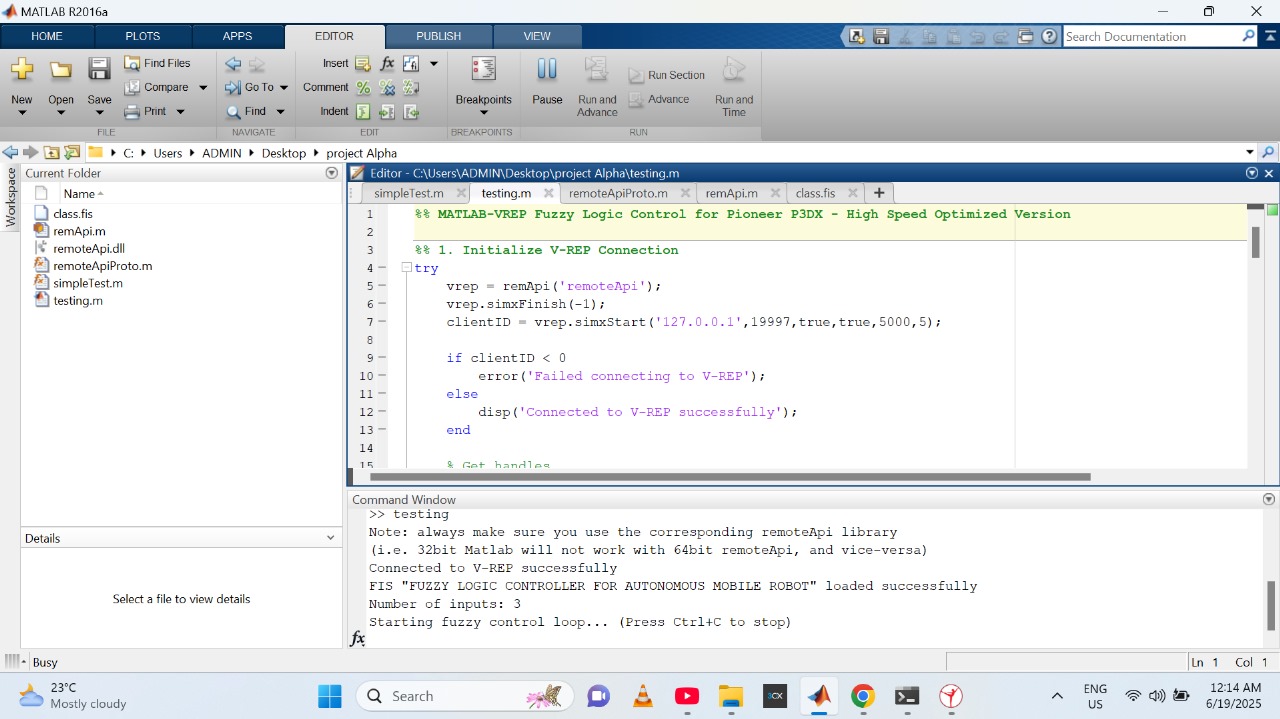 MATLAB R2016a
HOME PLOTS APPS EDITOR PUBLISH VIEW
Search Documentation
New Open Save Find Files Compare Print
Go To Find
Insert fx Comment Indent
Breakpoints Pause Run and Advance Run Section Advance Run and Time
FILE NAVIGATE EDIT BREAKPOINTS RUN
C: Users ADMIN Desktop project Alpha
Workspace
Current Folder
Name
class.fis
remApi.m
remoteApi.dll
remoteApiProto.m
simpleTest.m
testing.m
Details
Select a file to view details
Editor - C:\Users\ADMIN\Desktop\project Alpha\testing.m
simpleTest.m testing.m remoteApiProto.m remApi.m class.fis
1 %% MATLAB-VREP Fuzzy Logic Control for Pioneer P3DX - High Speed Optimized Version
2
3 %% 1. Initialize V-REP Connection
4 try
5 vrep = remApi('remoteApi');
6 vrep.simxFinish(-1);
7 clientID = vrep.simxStart('127.0.0.1',19997,true,true,5000,5);
8
9 if clientID < 0
10 error('Failed connecting to V-REP');
11 else
12 disp('Connected to V-REP successfully');
13 end
14
15 % Get handles
Command Window
>> testing
Note: always make sure you use the corresponding remoteApi library
(i.e. 32bit Matlab will not work with 64bit remoteApi, and vice-versa)
Connected to V-REP successfully
FIS "FUZZY LOGIC CONTROLLER FOR AUTONOMOUS MOBILE ROBOT" loaded successfully
Number of inputs: 3
Starting fuzzy control loop... (Press Ctrl+C to stop)
fx
Busy
Ln 1 Col 1
23°C
Mostly cloudy
Search
3CX
ENG
US
12:14 AM
6/19/2025